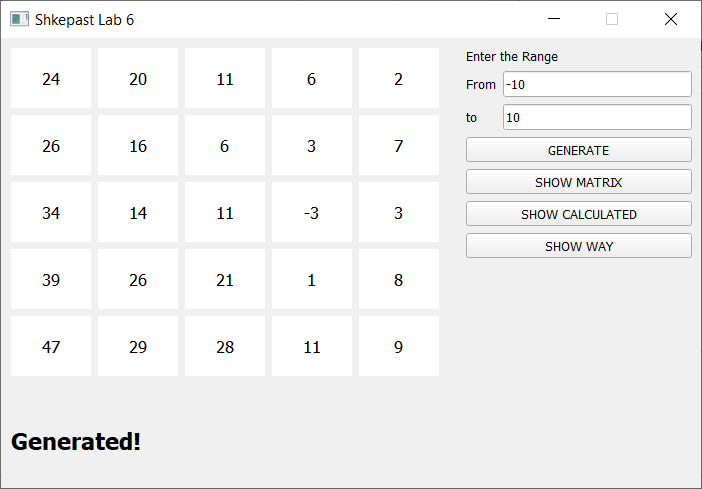 Shkepast Lab 6
24 20 11 6 2
26 16 6 3 7
34 14 11 -3 3
39 26 21 1 8
47 29 28 11 9
Generated!
Enter the Range
From -10
to 10
GENERATE
SHOW MATRIX
SHOW CALCULATED
SHOW WAY